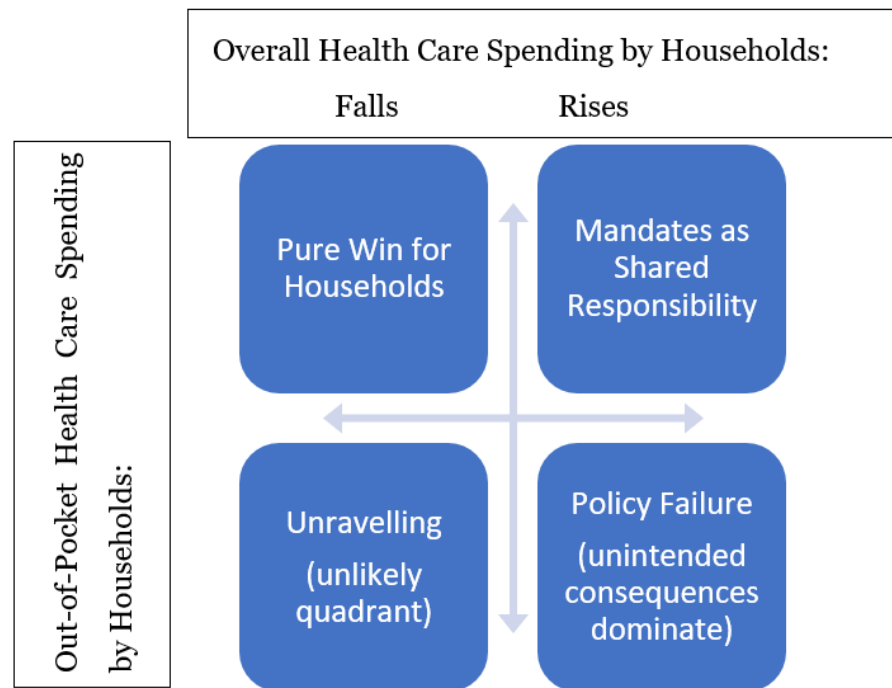 Overall Health Care Spending by Households:
Falls Rises
Out-of-Pocket Health Care Spending
by Households:
Pure Win for
Households
Mandates as
Shared
Responsibility
Unravelling
(unlikely
quadrant)
Policy Failure
(unintended
consequences
dominate)